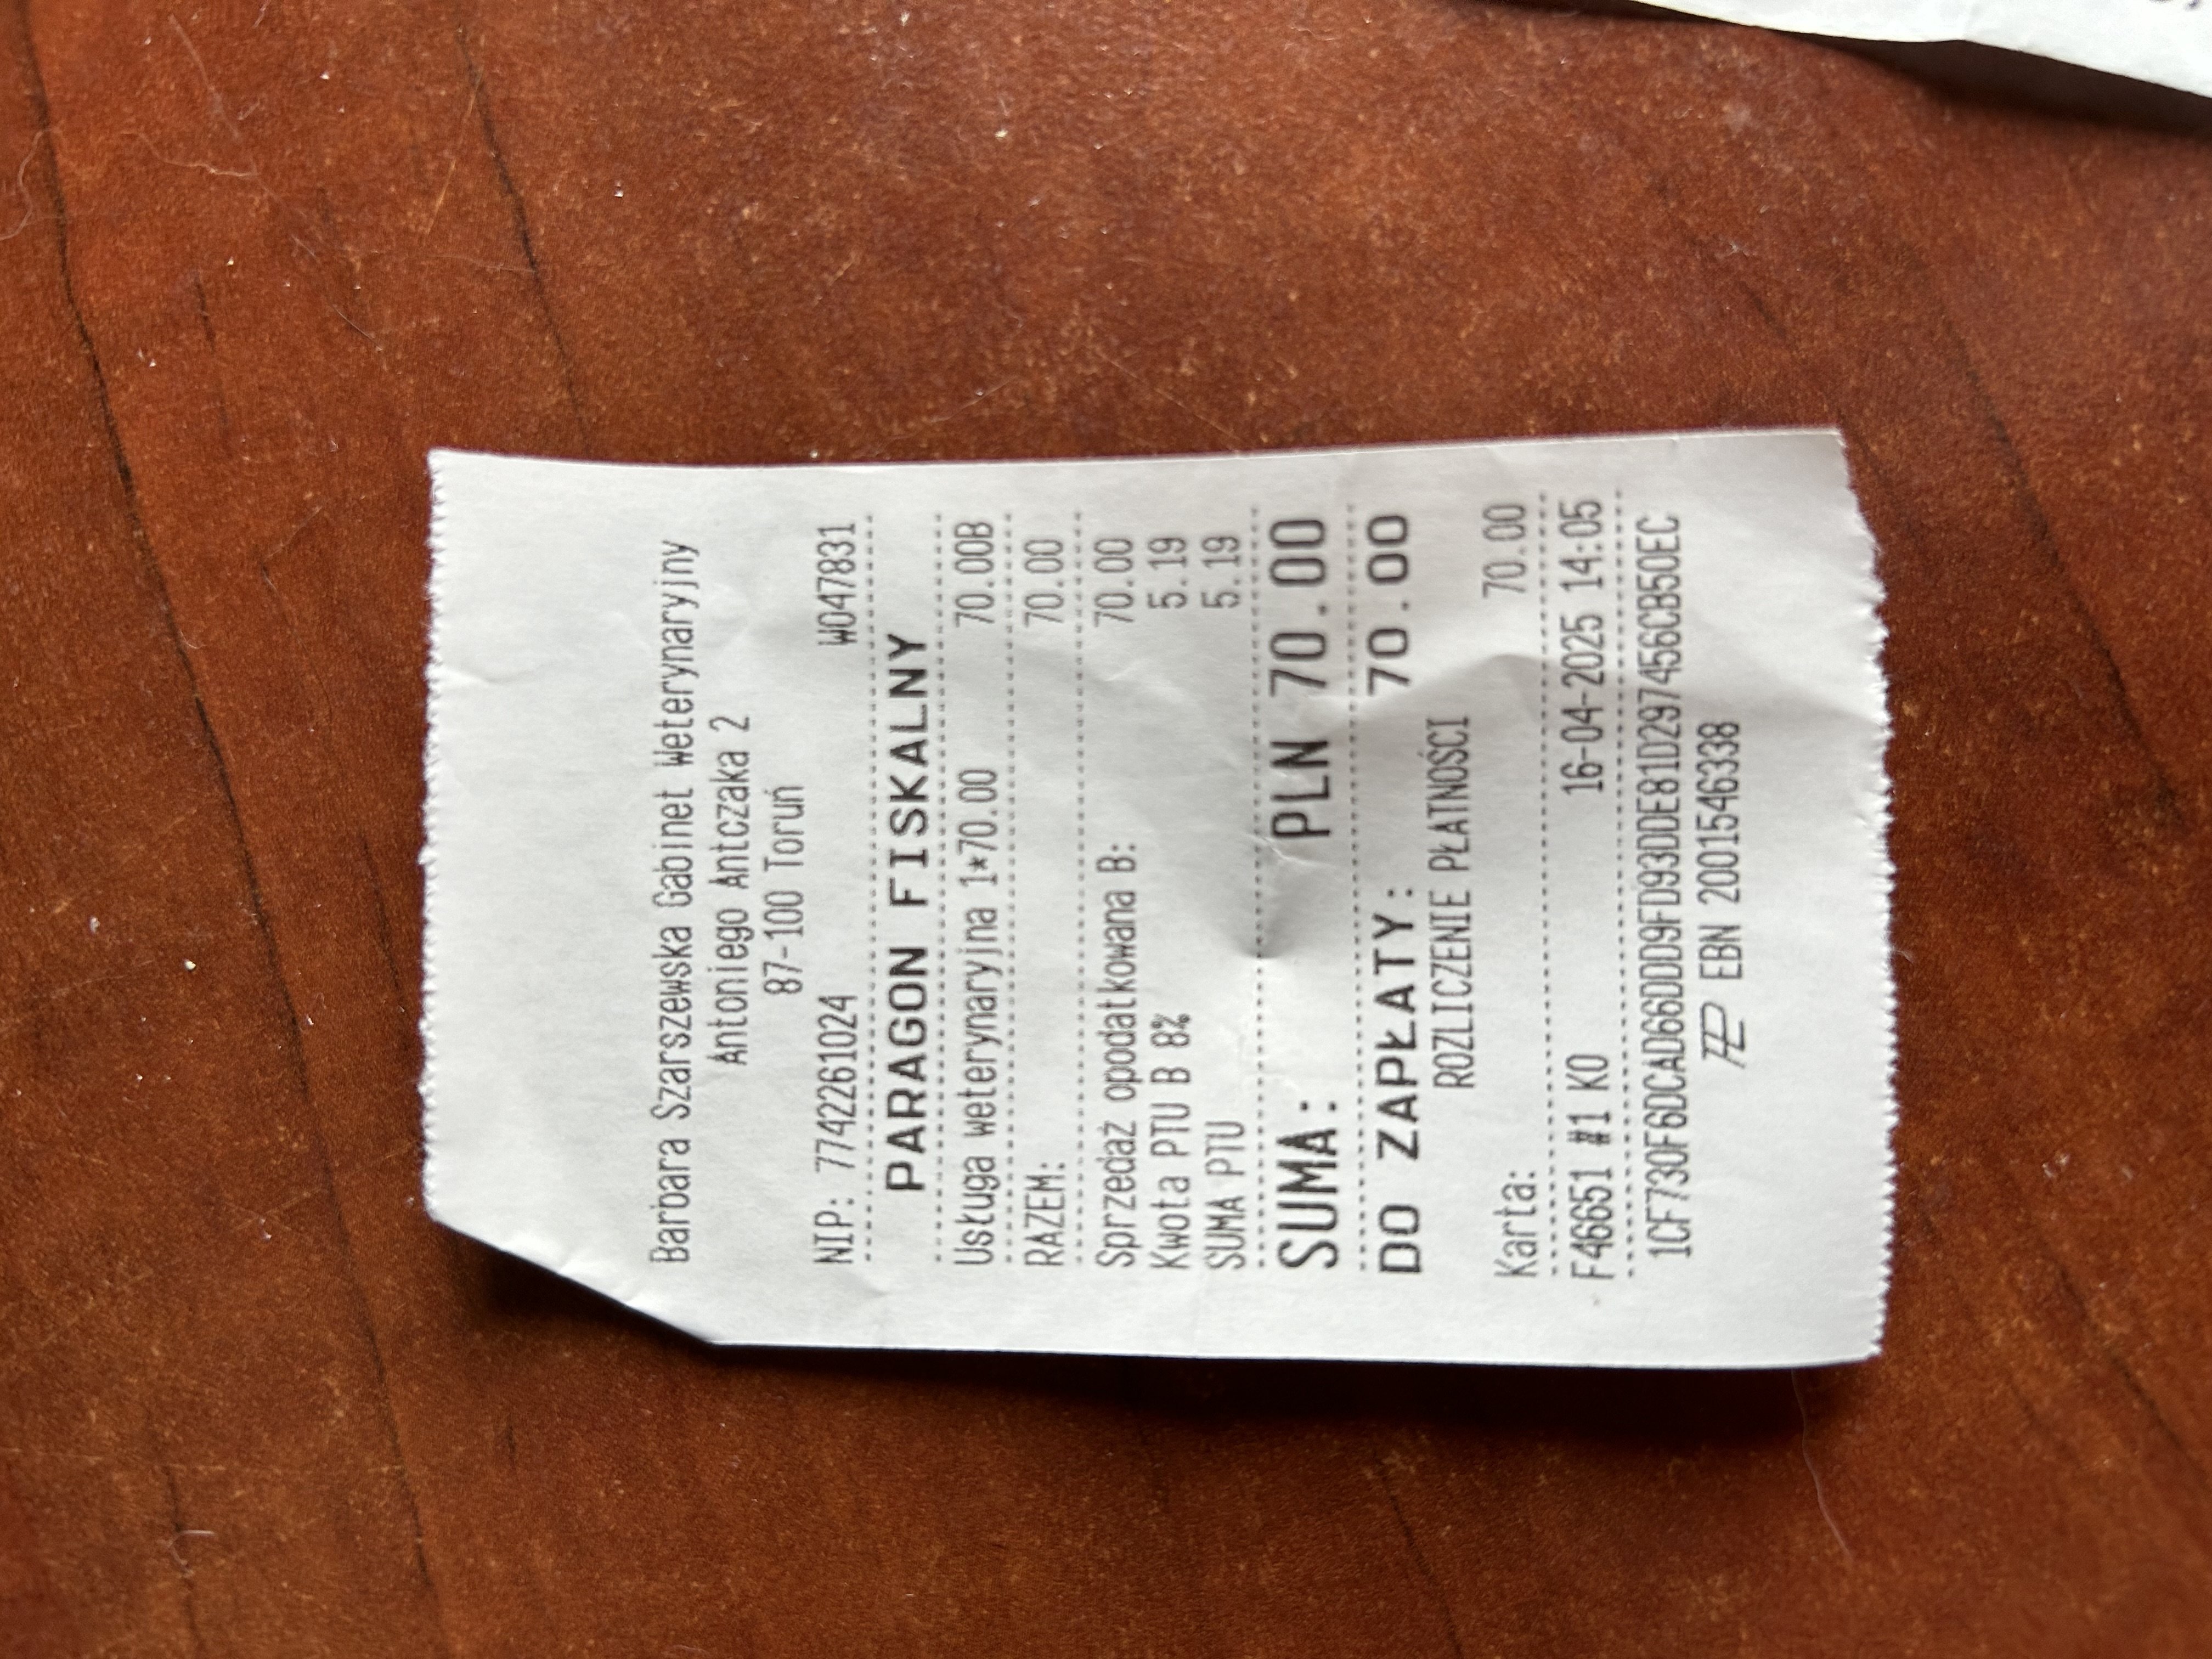 Barbara Szarszewska Gabinet Weterynaryjny
Antoniego Antczaka 2
87-100 Toruń
NIP: 7742261024 W047831
PARAGON FISKALNY
Usługa weterynaryjna 1*70.00 70.00B
RAZEM: 70.00
Sprzedaż opodatkowana B: 70.00
Kwota PTU B 8% 5.19
SUMA PTU 5.19
SUMA: PLN 70.00
DO ZAPŁATY: 70.00
ROZLICZENIE PŁATNOŚCI
Karta: 70.00
F46651 #1 KO 16-04-2025 14:05
1CF730F6DCAD66DDD9FD93DDE81D297456CB50EC
EBN 2001546338